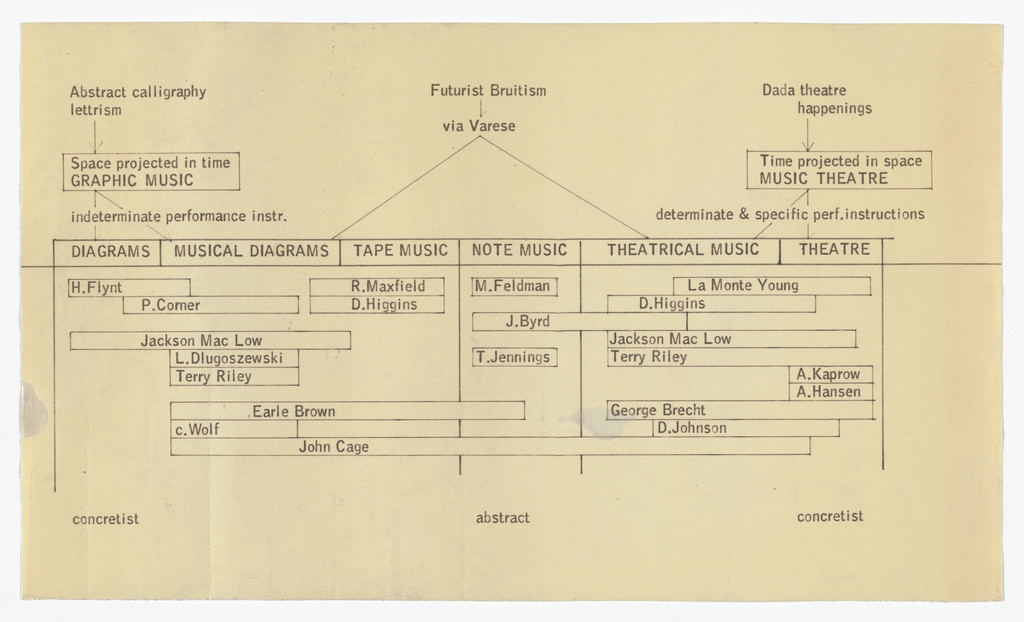 Abstract calligraphy
lettrism
Futurist Bruitism
via Varese
Dada theatre
happenings
Space projected in time
GRAPHIC MUSIC
Time projected in space
MUSIC THEATRE
indeterminate performance instr.
determinate & specific perf.instructions
DIAGRAMS
MUSICAL DIAGRAMS
TAPE MUSIC
NOTE MUSIC
THEATRICAL MUSIC
THEATRE
H.Flynt
R.Maxfield
M.Feldman
La Monte Young
P.Corner
D.Higgins
D.Higgins
J.Byrd
Jackson Mac Low
Jackson Mac Low
L.Dlugoszewski
T.Jennings
Terry Riley
Terry Riley
A.Kaprow
A.Hansen
Earle Brown
George Brecht
c.Wolf
D.Johnson
John Cage
concretist
abstract
concretist